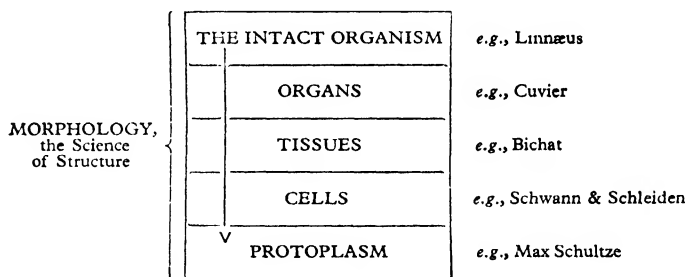 THE INTACT ORGANISM e.g., Linnæus
ORGANS e.g., Cuvier
MORPHOLOGY,
the Science
of Structure
TISSUES e.g., Bichat
CELLS e.g., Schwann & Schleiden
PROTOPLASM e.g., Max Schultze